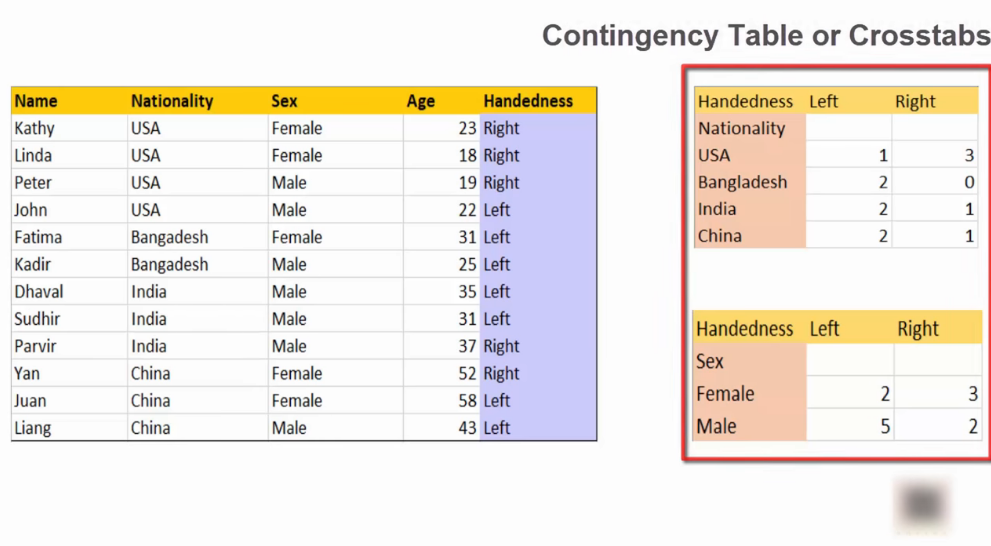 Contingency Table or Crosstabs
Name Nationality Sex Age Handedness
Kathy USA Female 23 Right
Linda USA Female 18 Right
Peter USA Male 19 Right
John USA Male 22 Left
Fatima Bangadesh Female 31 Left
Kadir Bangadesh Male 25 Left
Dhaval India Male 35 Left
Sudhir India Male 31 Left
Parvir India Male 37 Right
Yan China Female 52 Right
Juan China Female 58 Left
Liang China Male 43 Left
Handedness Left Right
Nationality
USA 1 3
Bangladesh 2 0
India 2 1
China 2 1
Handedness Left Right
Sex
Female 2 3
Male 5 2